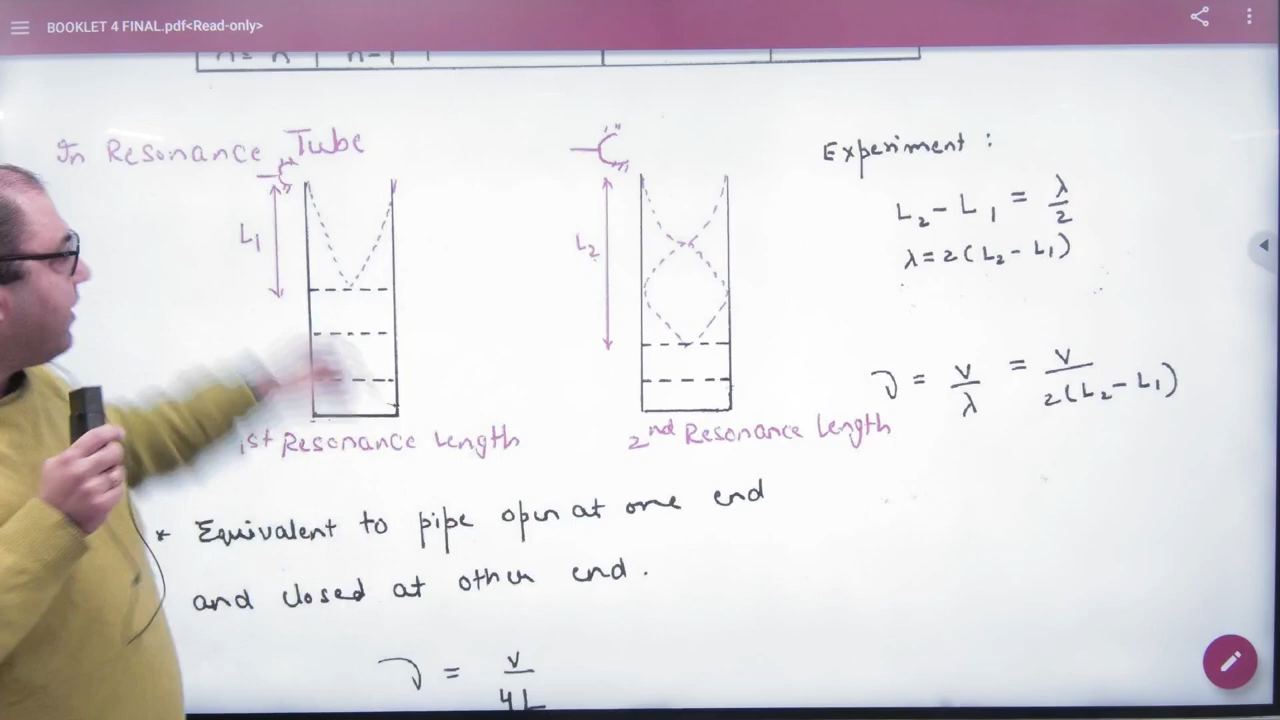 BOOKLET 4 FINAL.pdf<Read-only>
n = n n-1
In Resonance Tube
L₁
1st Resonance Length
L₂
2nd Resonance Length
Experiment :
L₂ - L₁ = λ/2
λ = 2(L₂ - L₁)
ν = v/λ = v/2(L₂ - L₁)
* Equivalent to pipe open at one end
and closed at other end.
ν = v/4L